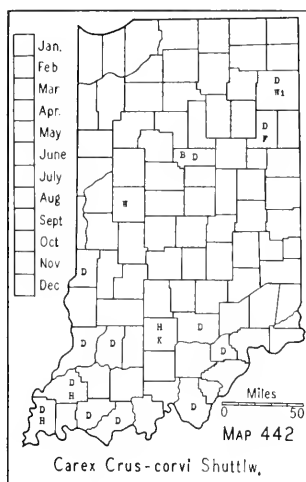 Jan.
Feb
Mar
Apr.
May
June
July
Aug
Sept
Oct
Nov
Dec
D
W1
D
F
B D
W
D
H
K
D
D
D
D
D
H
D
H
D
D
D
Miles
0 50
MAP 442
Carex Crus-corvi Shuttlw.